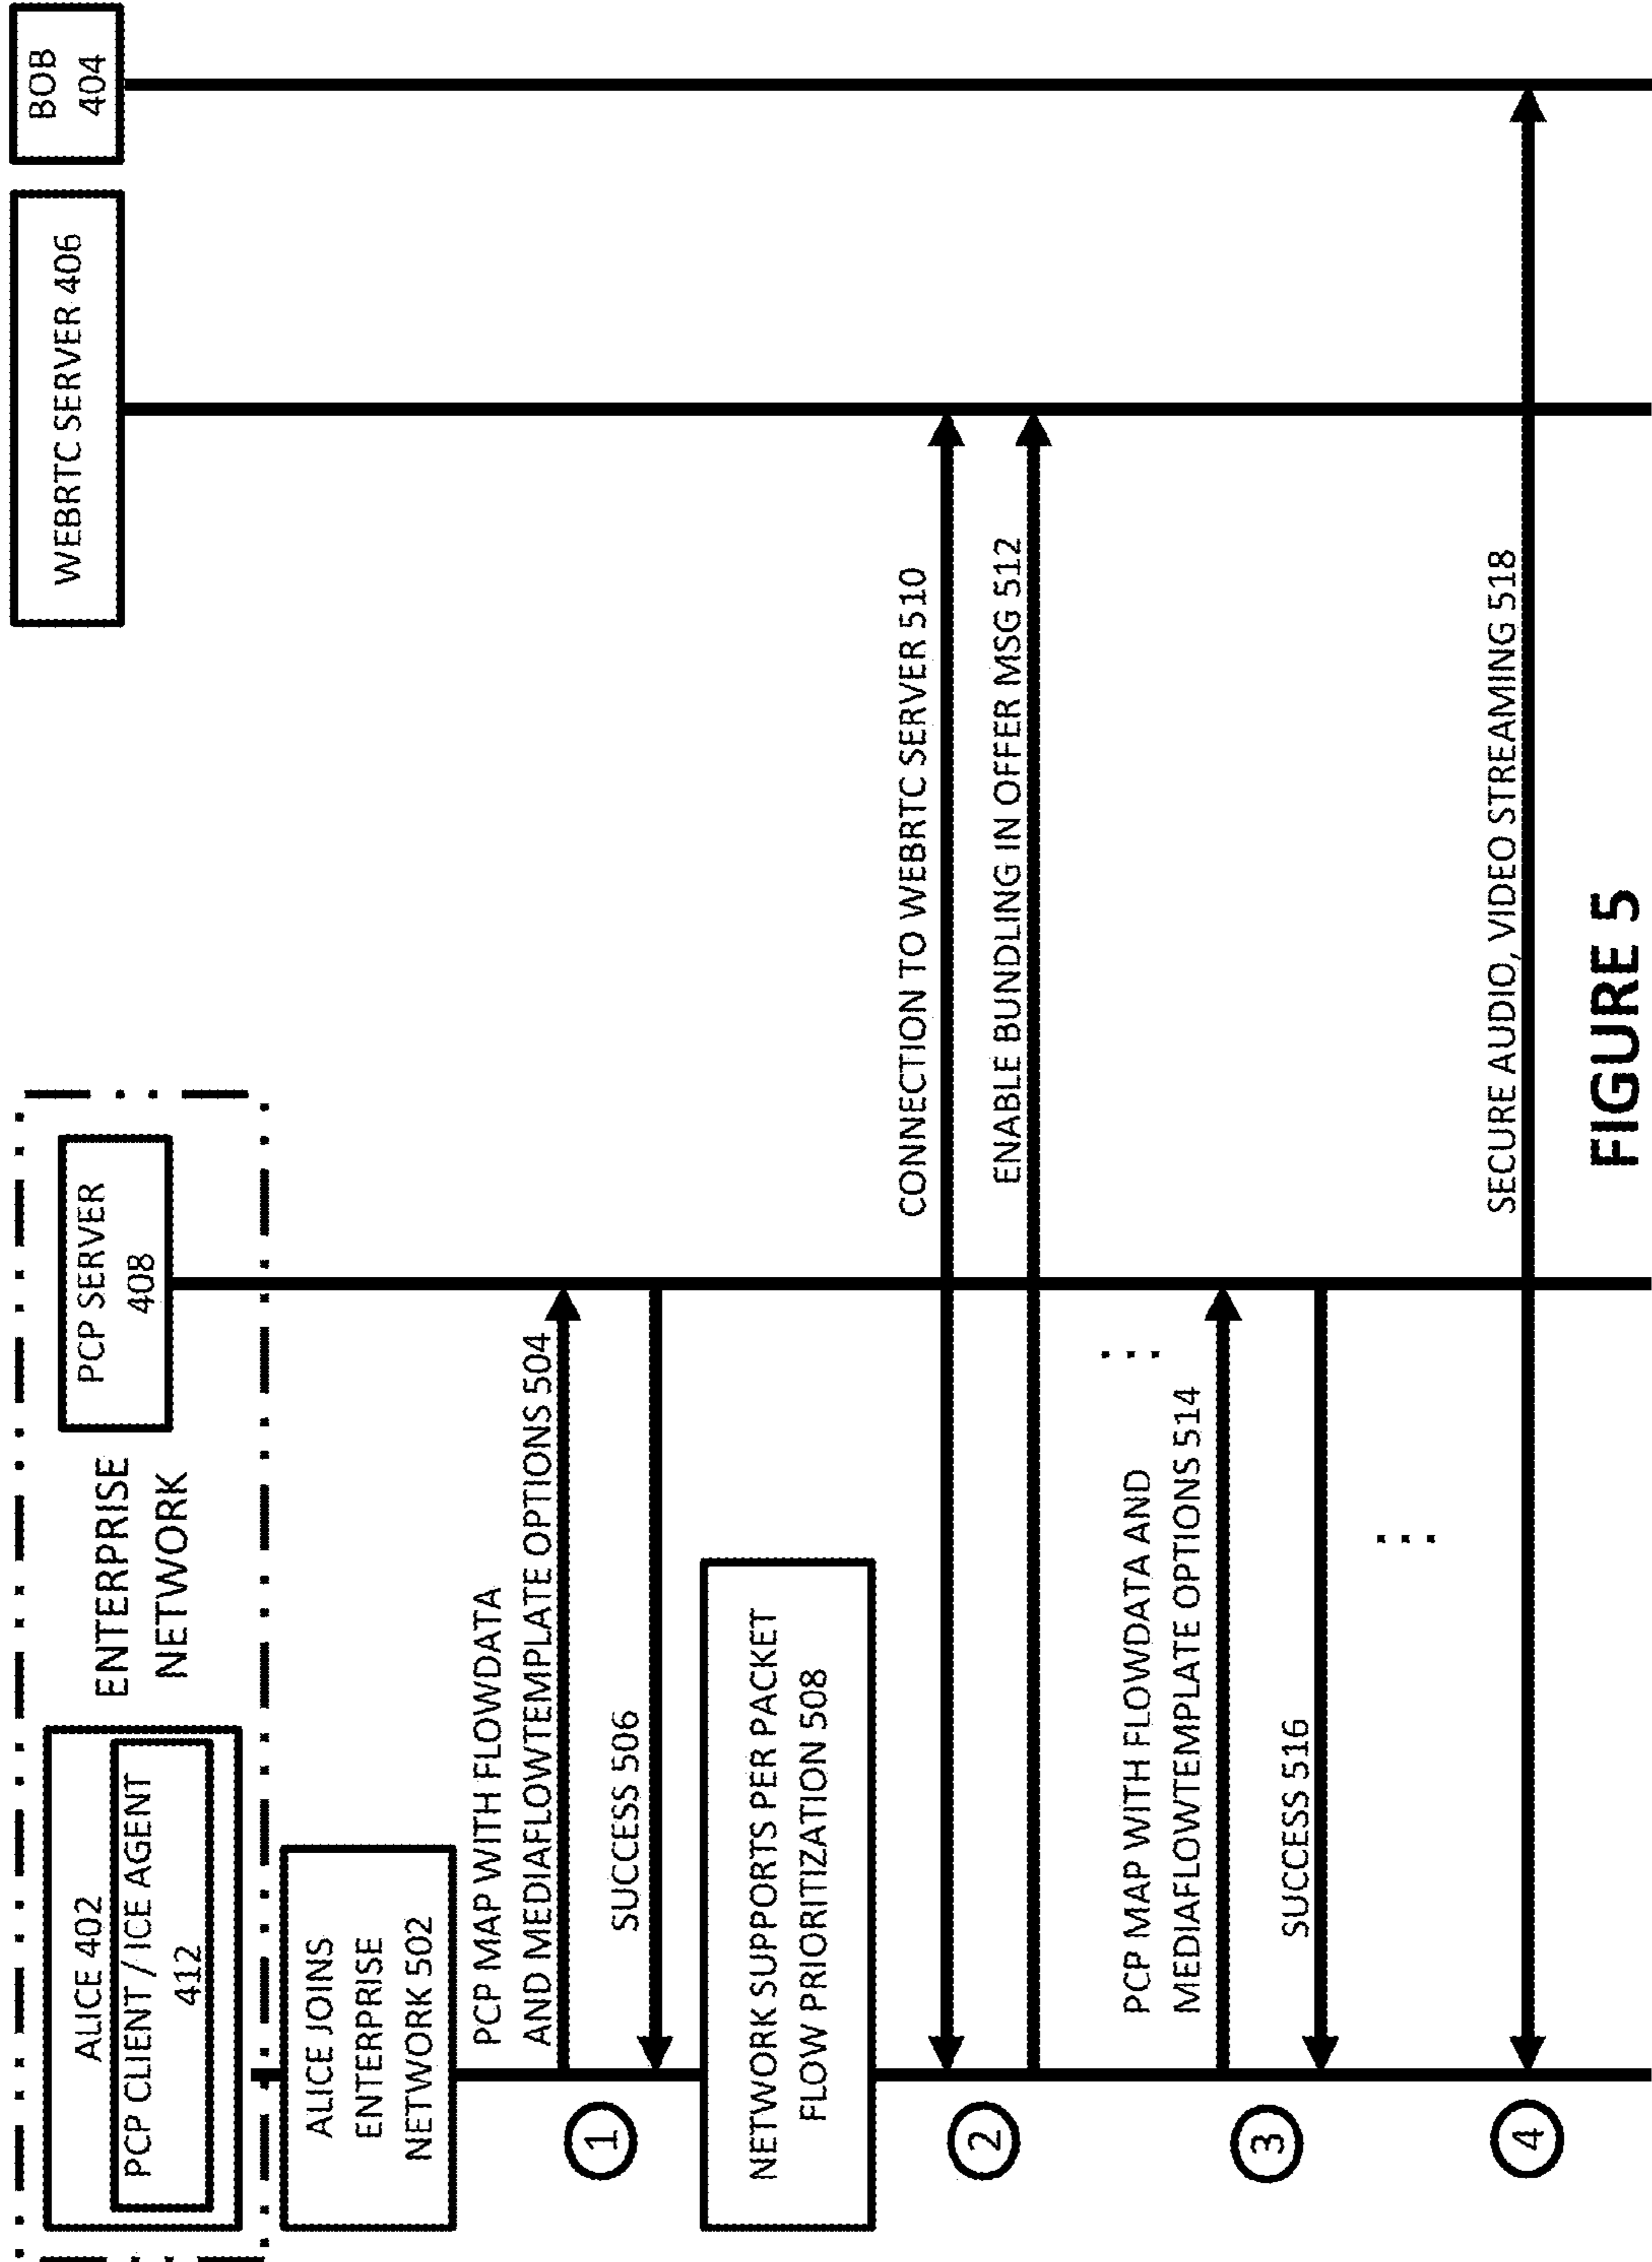 ALICE 402
PCP CLIENT / ICE AGENT
412
ENTERPRISE
NETWORK
PCP SERVER
408
WEBRTC SERVER 406
BOB
404
ALICE JOINS
ENTERPRISE
NETWORK 502
PCP MAP WITH FLOWDATA
AND MEDIAFLOWTEMPLATE OPTIONS 504
1
SUCCESS 506
NETWORK SUPPORTS PER PACKET
FLOW PRIORITIZATION 508
CONNECTION TO WEBRTC SERVER 510
2
ENABLE BUNDLING IN OFFER MSG 512
...
PCP MAP WITH FLOWDATA AND
MEDIAFLOWTEMPLATE OPTIONS 514
3
SUCCESS 516
...
SECURE AUDIO, VIDEO STREAMING 518
4
FIGURE 5